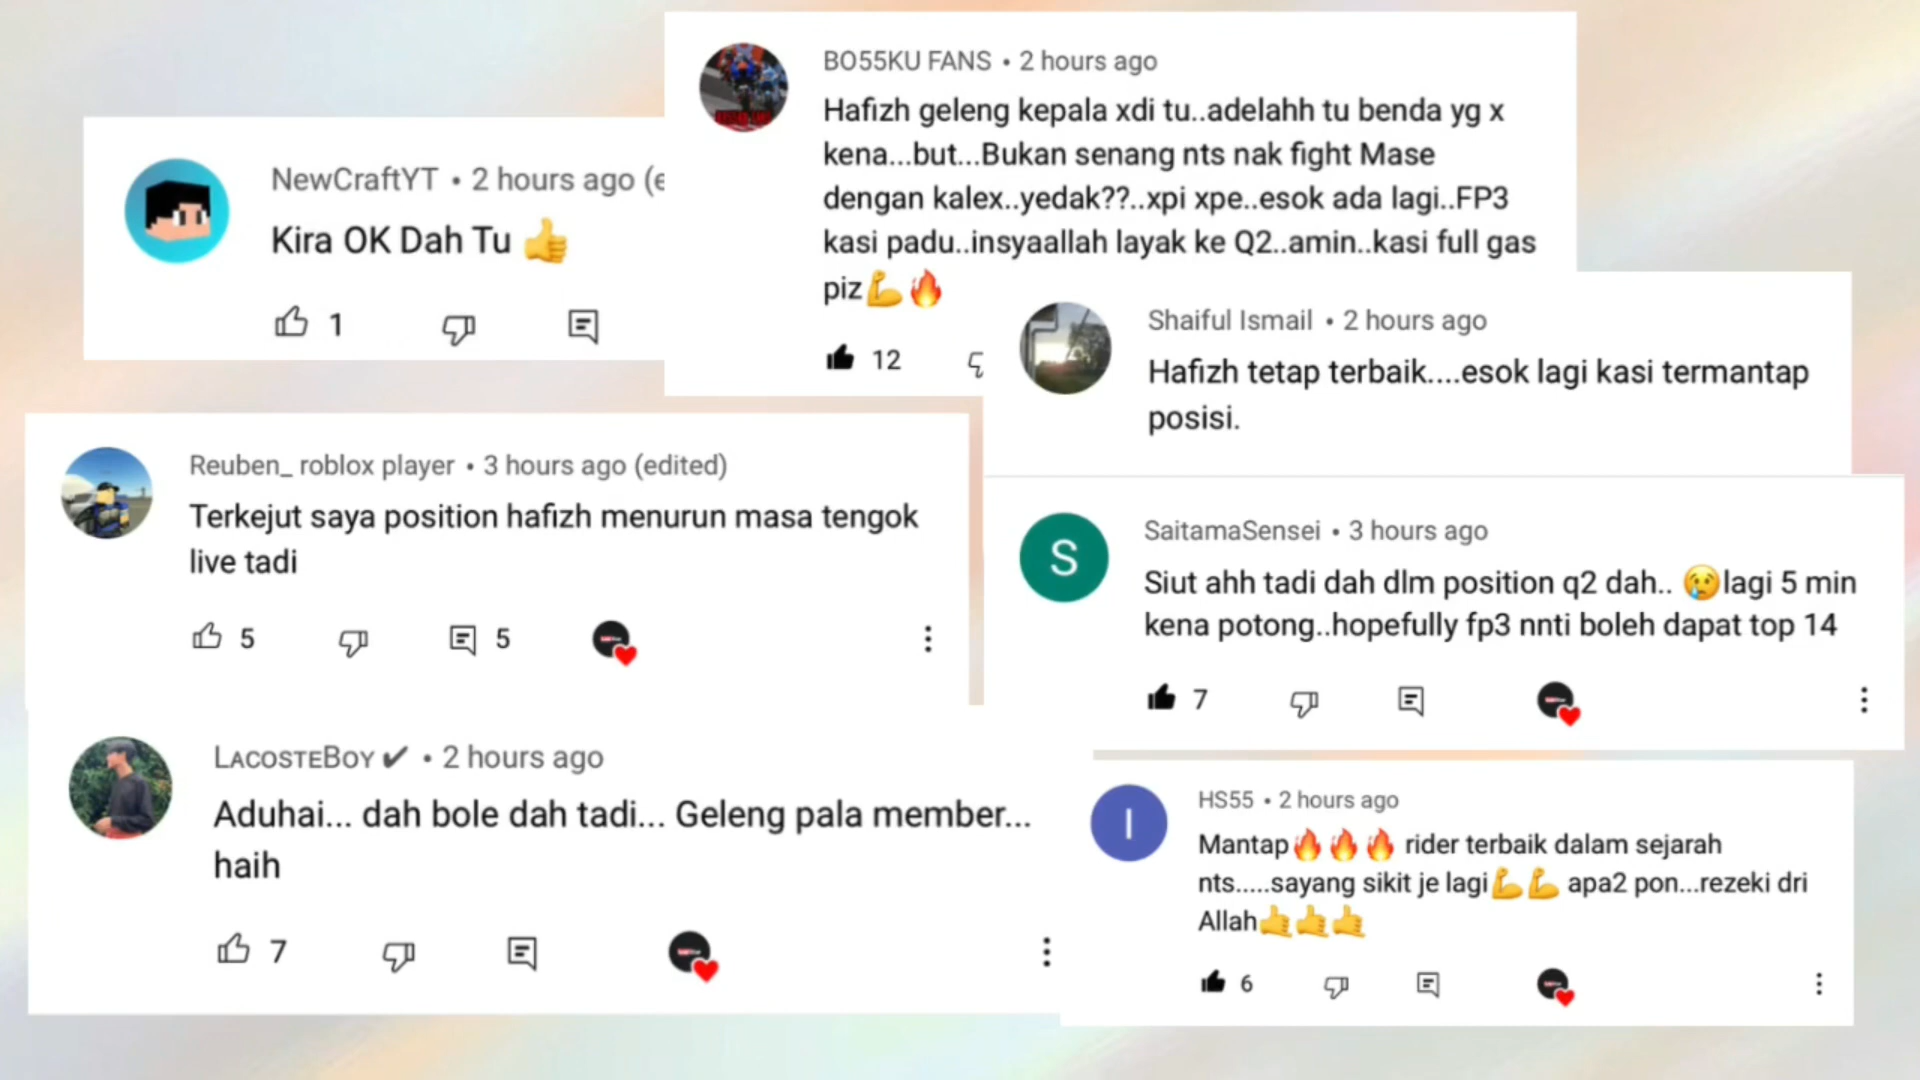 BO55KU FANS • 2 hours ago
Hafizh geleng kepala xdi tu..adelahh tu benda yg x
kena...but...Bukan senang nts nak fight Mase
dengan kalex..yedak??..xpi xpe..esok ada lagi..FP3
kasi padu..insyaallah layak ke Q2..amin..kasi full gas
piz💪🔥
12
NewCraftYT • 2 hours ago (e
Kira OK Dah Tu 👍
1
Shaiful Ismail • 2 hours ago
Hafizh tetap terbaik....esok lagi kasi termantap
posisi.
Reuben_ roblox player • 3 hours ago (edited)
Terkejut saya position hafizh menurun masa tengok
live tadi
5 5
SaitamaSensei • 3 hours ago
S
Siut ahh tadi dah dlm position q2 dah.. 😢lagi 5 min
kena potong..hopefully fp3 nnti boleh dapat top 14
7
LACOSTEBOY ✔ • 2 hours ago
Aduhai... dah bole dah tadi... Geleng pala member...
haih
7
HS55 • 2 hours ago
I
Mantap🔥🔥🔥 rider terbaik dalam sejarah
nts.....sayang sikit je lagi💪💪 apa2 pon...rezeki dri
Allah🤙🤙🤙
6